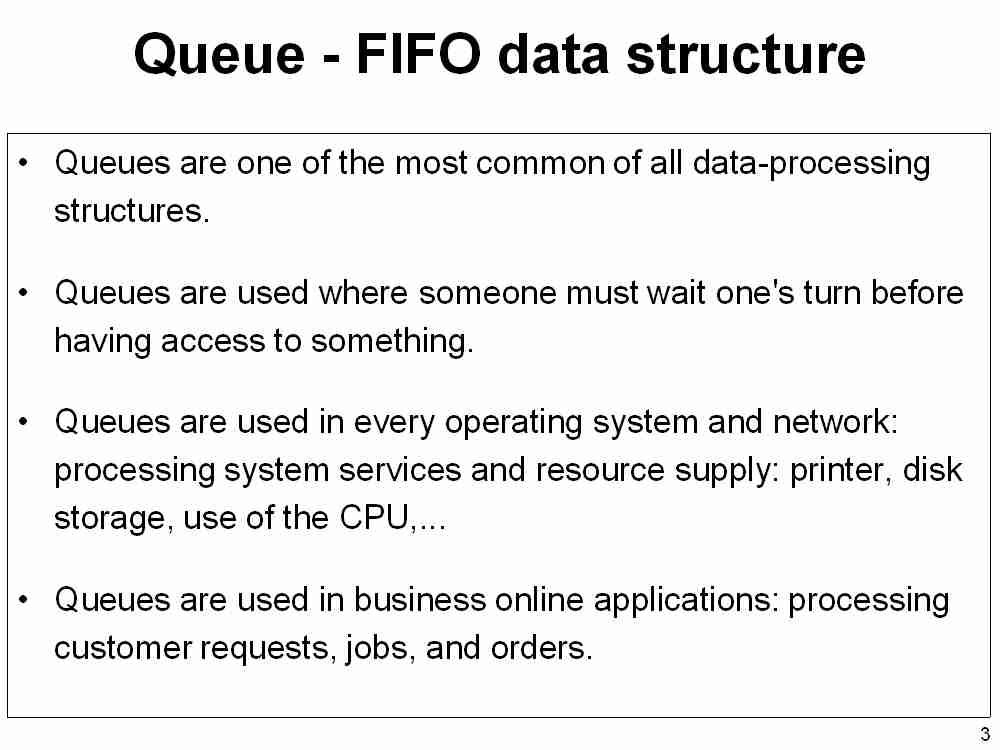 Queue - FIFO data structure
• Queues are one of the most common of all data-processing
structures.
• Queues are used where someone must wait one's turn before
having access to something.
• Queues are used in every operating system and network:
processing system services and resource supply: printer, disk
storage, use of the CPU,...
• Queues are used in business online applications: processing
customer requests, jobs, and orders.
3